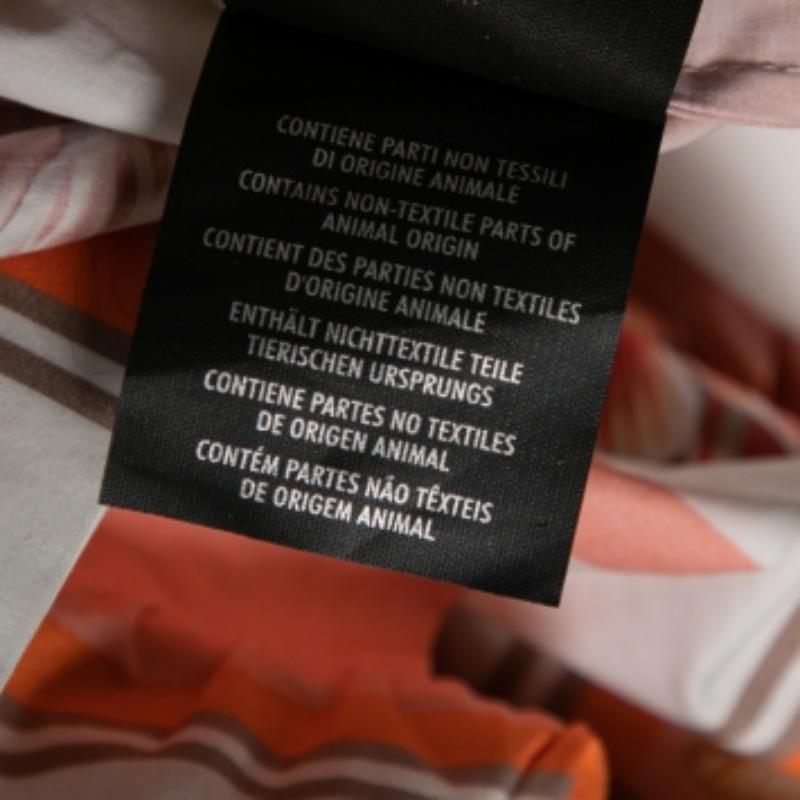 CONTIENE PARTI NON TESSILI
DI ORIGINE ANIMALE
CONTAINS NON-TEXTILE PARTS OF
ANIMAL ORIGIN
CONTIENT DES PARTIES NON TEXTILES
D'ORIGINE ANIMALE
ENTHÄLT NICHTTEXTILE TEILE
TIERISCHEN URSPRUNGS
CONTIENE PARTES NO TEXTILES
DE ORIGEN ANIMAL
CONTÉM PARTES NÃO TÊXTEIS
DE ORIGEM ANIMAL